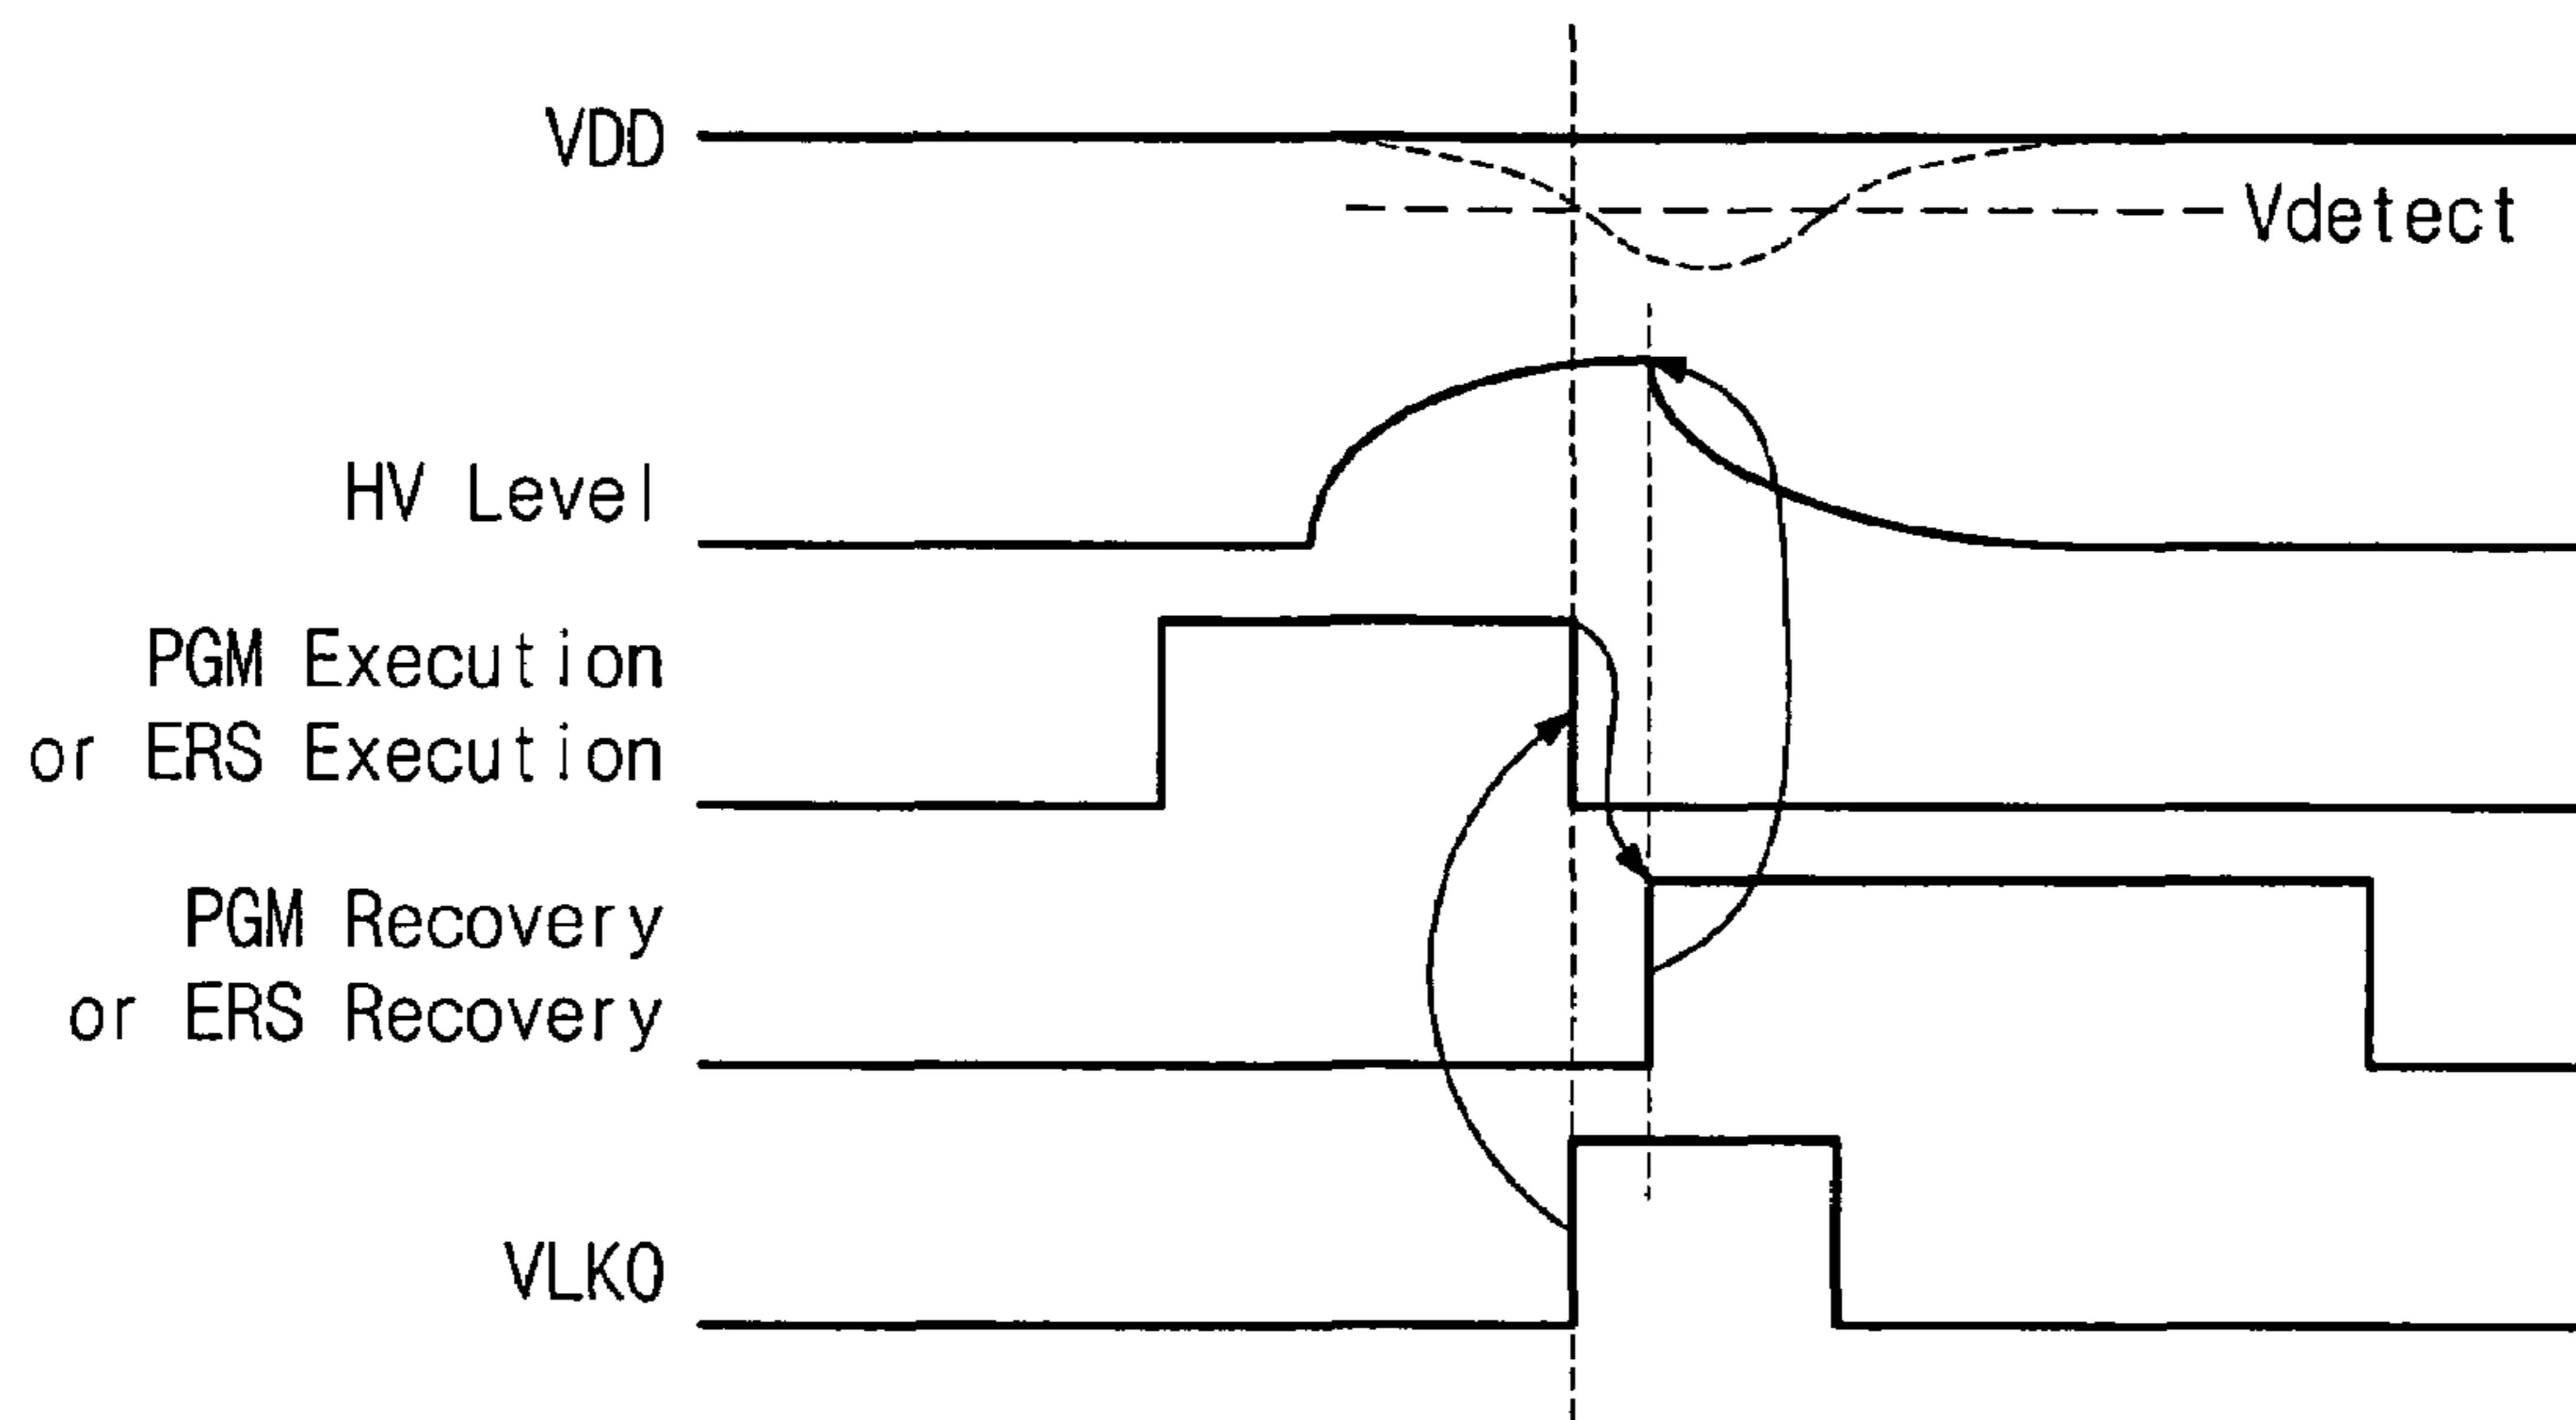 VDD
Vdetect
HV Level
PGM Execution
or ERS Execution
PGM Recovery
or ERS Recovery
VLKO